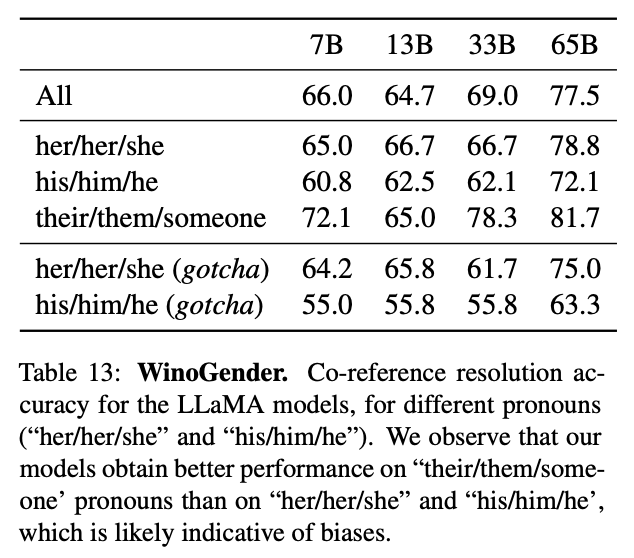 7B 13B 33B 65B
All 66.0 64.7 69.0 77.5
her/her/she 65.0 66.7 66.7 78.8
his/him/he 60.8 62.5 62.1 72.1
their/them/someone 72.1 65.0 78.3 81.7
her/her/she (gotcha) 64.2 65.8 61.7 75.0
his/him/he (gotcha) 55.0 55.8 55.8 63.3
Table 13: WinoGender. Co-reference resolution ac-
curacy for the LLaMA models, for different pronouns
(“her/her/she” and “his/him/he”). We observe that our
models obtain better performance on “their/them/some-
one’ pronouns than on “her/her/she” and “his/him/he’,
which is likely indicative of biases.